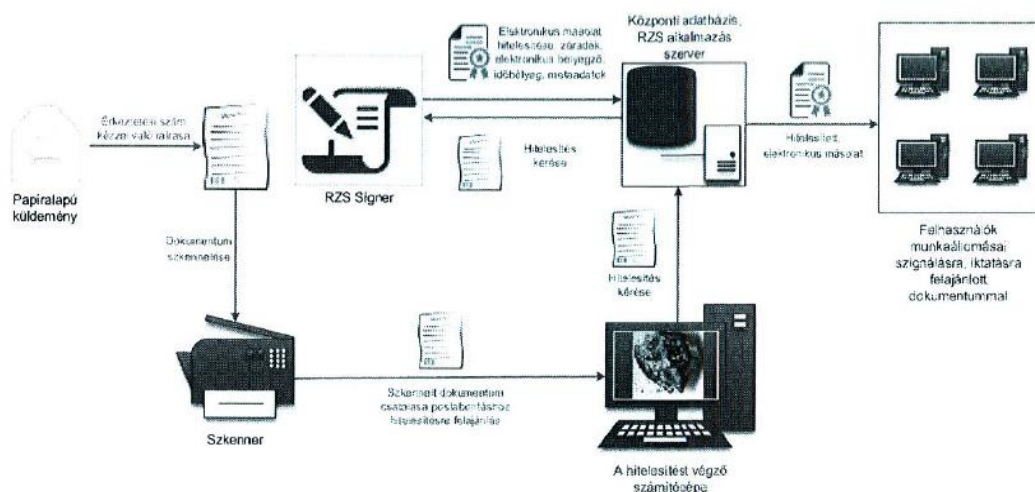 Papíralapú
küldemény
Érkeztetési szám
kézzel való ráírása
Dokumentum
szkennelése
Szkenner
Szkennelt dokumentum
csatolása postabontáshoz
hitelesítésre felajánlás
A hitelesítést végző
számítógépe
Hitelesítés
kérése
RZS Signer
Hitelesítés
kérése
Elektronikus másolat
hitelesítése, záradék,
elektronikus bélyegző,
időbélyeg, metaadatok
Központi adatbázis,
RZS alkalmazás
szerver
Hitelesített
elektronikus másolat
Felhasználók
munkaállomásai
szignálásra, iktatásra
felajánlott
dokumentummal